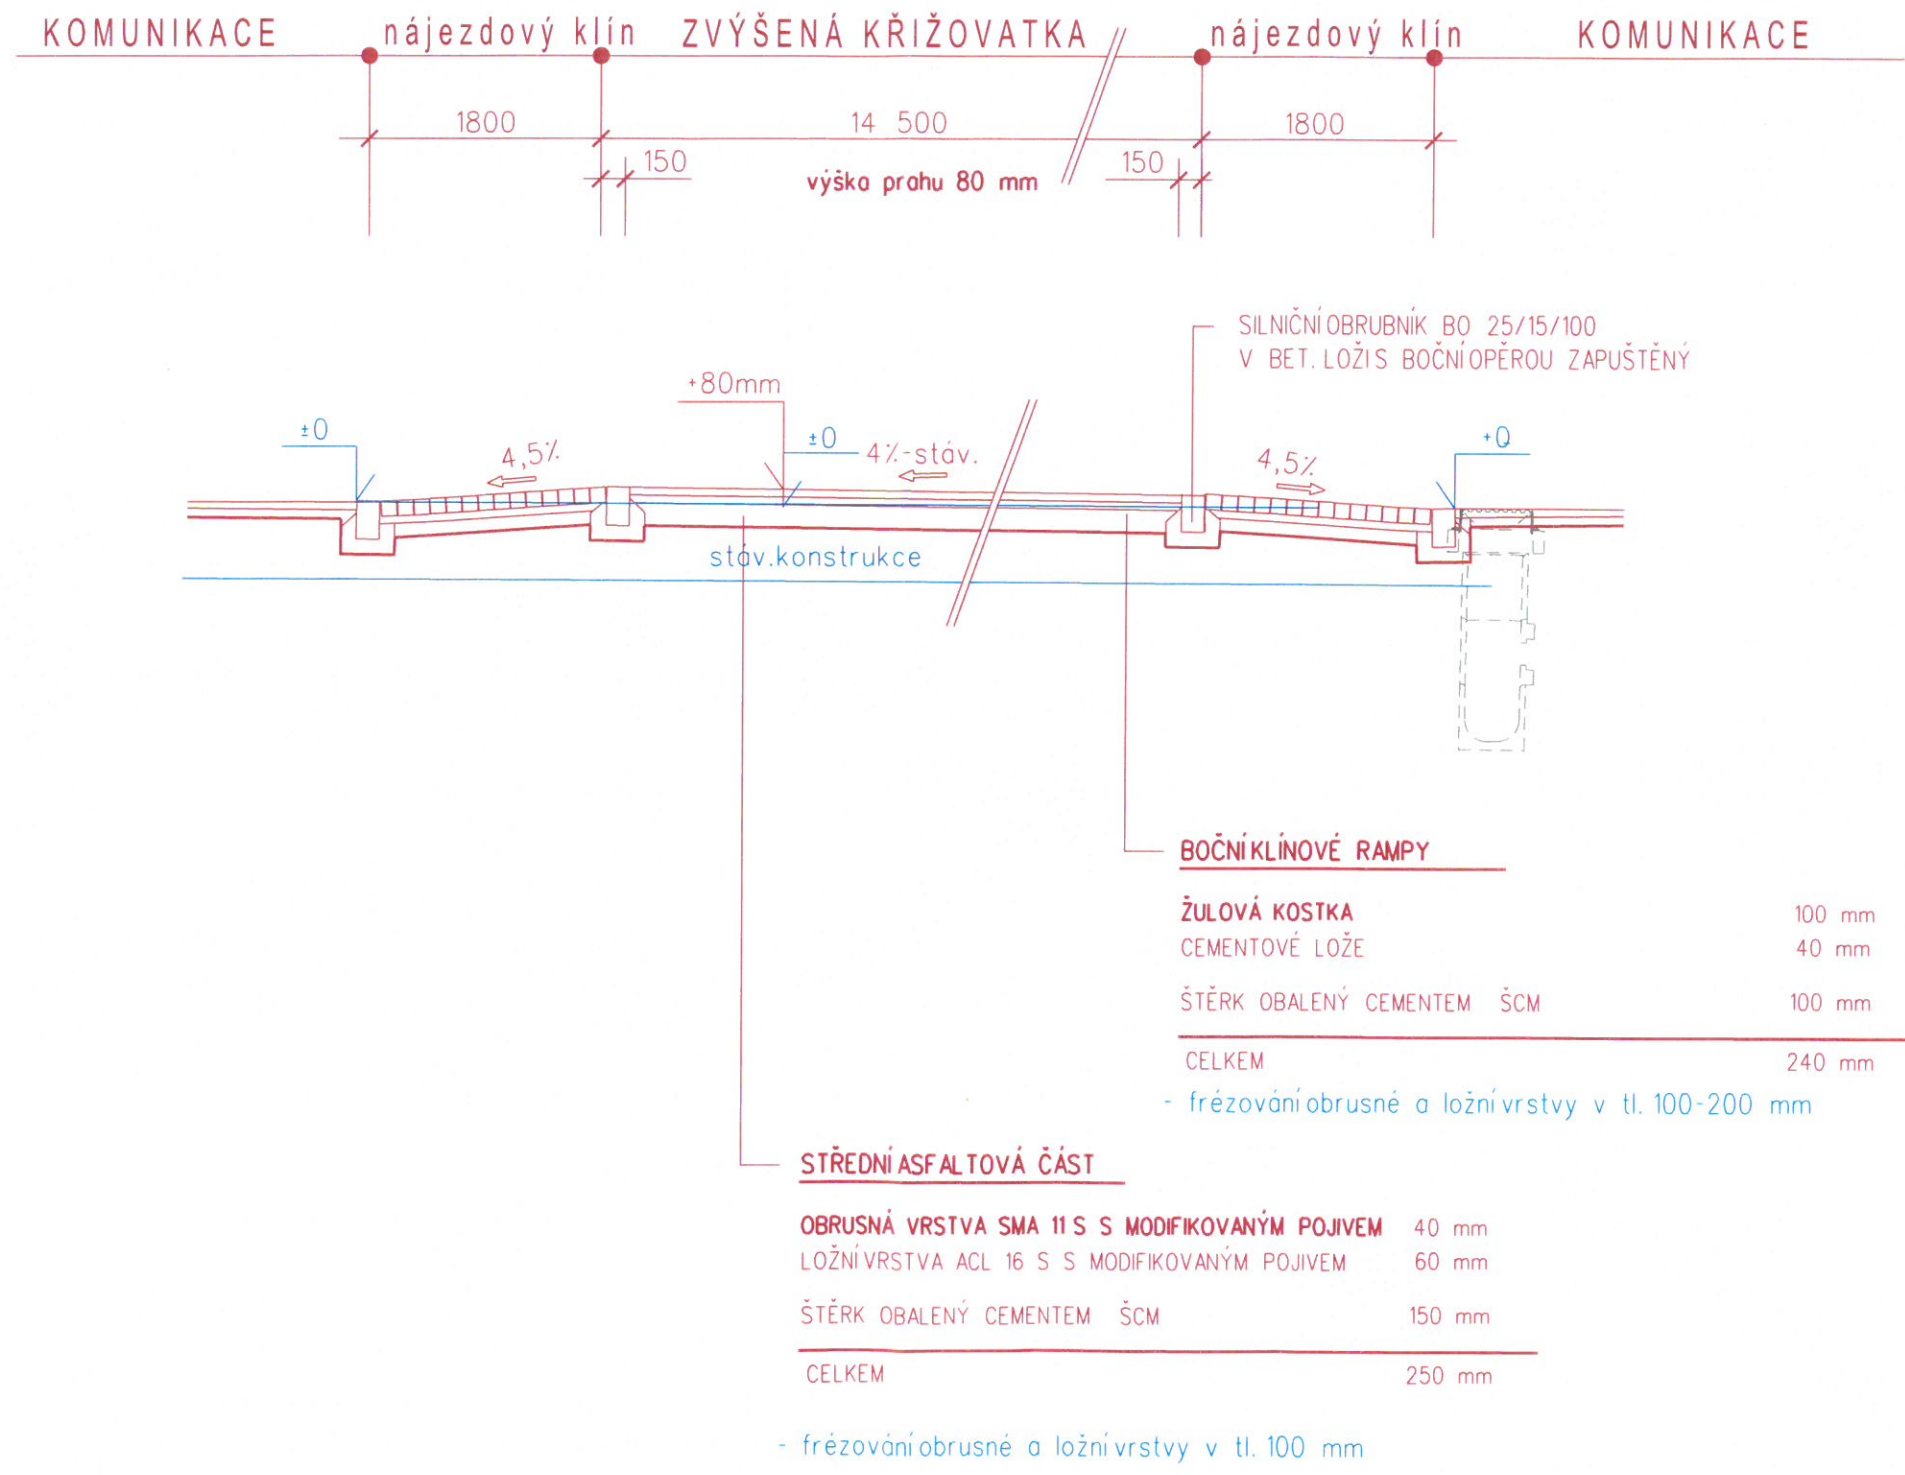 KOMUNIKACE nájezdový klín ZVÝŠENÁ KŘIŽOVATKA nájezdový klín KOMUNIKACE
1800 14 500 1800
150 150
výška prahu 80 mm
SILNIČNÍ OBRUBNÍK BO 25/15/100
V BET. LOŽI S BOČNÍ OPĚROU ZAPUŠTĚNÝ
+80mm
±0 ±0 4%-stáv. +0
4,5% 4,5%
stáv.konstrukce
BOČNÍ KLÍNOVÉ RAMPY
ŽULOVÁ KOSTKA 100 mm
CEMENTOVÉ LOŽE 40 mm
ŠTĚRK OBALENÝ CEMENTEM ŠCM 100 mm
CELKEM 240 mm
- frézování obrusné a ložní vrstvy v tl. 100-200 mm
STŘEDNÍ ASFALTOVÁ ČÁST
OBRUSNÁ VRSTVA SMA 11 S S MODIFIKOVANÝM POJIVEM 40 mm
LOŽNÍ VRSTVA ACL 16 S S MODIFIKOVANÝM POJIVEM 60 mm
ŠTĚRK OBALENÝ CEMENTEM ŠCM 150 mm
CELKEM 250 mm
- frézování obrusné a ložní vrstvy v tl. 100 mm